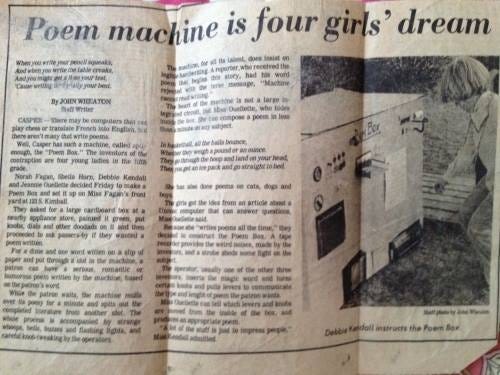 Poem machine is four girls' dream
When you write your pencil squeaks,
And when you write the table creaks,
And you might get a
'Cause writing
By JOHN WHEATON
Staff Writer
CASPER — There may be computers that can
play chess or translate French into English, but
there aren't many that write poems.
Well, Casper has such a machine, called
enough, the "Poem Box." The inventors of the
contraption are four young ladies in the fifth
grade.
Norah Fagan, Sheila Horn, Debbie Kendall
and Jeannie Ouellette decided Friday to make a
Poem Box and set it up on Miss Fagan's front
yard at 123 S. Kimball.
They asked for a large cardboard box at a
nearby appliance store, painted it green, put
knobs, dials and other doodads on it and then
proceeded to ask passers-by if they wanted a
poem written.
For a dime and one word written on a slip of
paper and put through a slot in the machine, a
patron can have a serious, romantic or
humorous poem written by the machine, based
on the patron's word.
While the patron waits, the machine mulls
over its poesy for a minute and spits out the
completed literature from another slot. The
whole process is accompanied by strange
whoops, bells, buzzes and flashing lights, and
careful knob-tweaking by the operators.
The machine, for all its talent, does insist on
legible handwriting. A reporter, who received the
poem that begins this story, had his word
rejected with the terse message, "Machine
cannot read writing."
The heart of the machine is not a large
integrated circuit, but Miss Ouellette, who hides
inside the box. She can compose a poem in less
than a minute on any subject.
In basketball, all the balls bounce,
Whether they weigh a pound or an ounce.
They go through the hoop and land on your head,
Then you get an ice pack and go straight to bed.
She has also done poems on cats, dogs and
The girls got the idea from an article about a
computer that can answer questions,
Miss Ouellette said.
Because she "writes poems all the time," they
decided to construct the Poem Box. A tape
recorder provides the weird noises, made by the
inventors, and a strobe sheds some light on the
subject.
The operator, usually one of the other three
inventors, inserts the magic word and turns
certain knobs and pulls levers to communicate
the type and length of poem the patron wants.
Miss Ouellette can tell which levers and knobs
are moved from the inside of the box, and
produces an appropriate poem.
"A lot of the stuff is just to impress people,"
Miss Kendall admitted.
Box
Staff photo by John Wheaton
Debbie Kendall instructs the Poem Box.